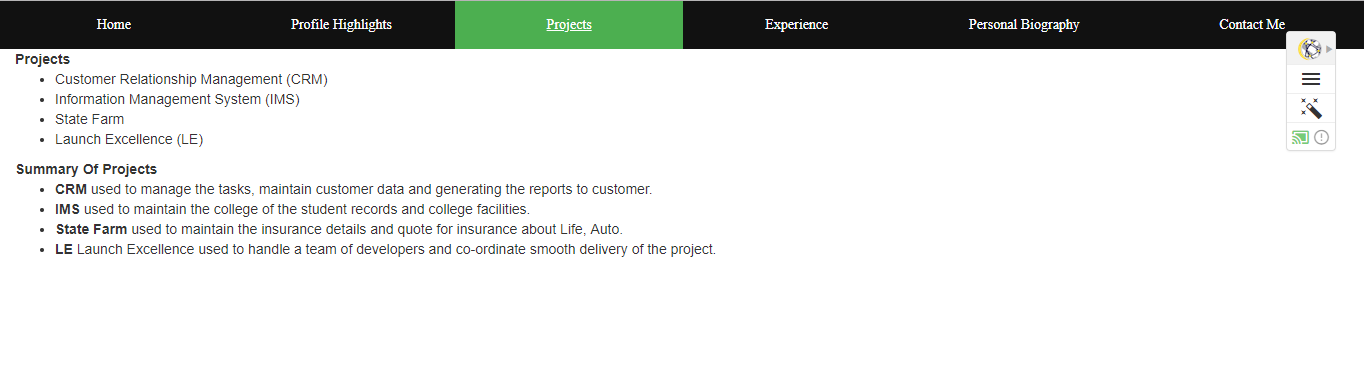 Home Profile Highlights Projects Experience Personal Biography Contact Me
Projects
Customer Relationship Management (CRM)
Information Management System (IMS)
State Farm
Launch Excellence (LE)
Summary Of Projects
CRM used to manage the tasks, maintain customer data and generating the reports to customer.
IMS used to maintain the college of the student records and college facilities.
State Farm used to maintain the insurance details and quote for insurance about Life, Auto.
LE Launch Excellence used to handle a team of developers and co-ordinate smooth delivery of the project.